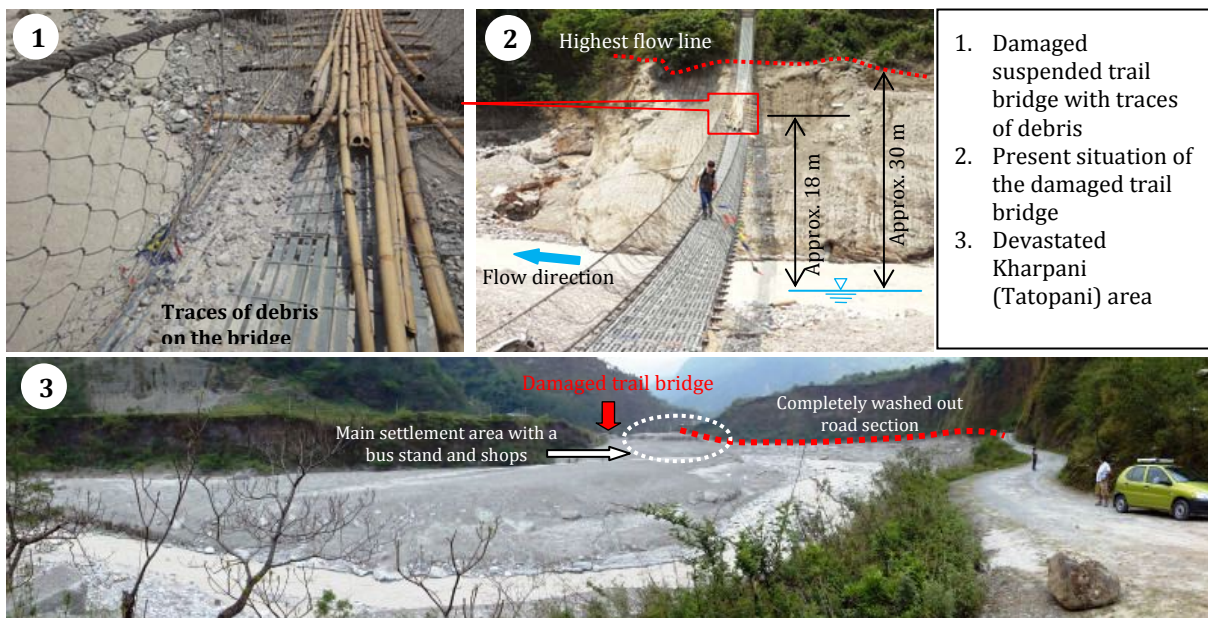 1
Traces of debris
on the bridge
2
Highest flow line
Approx. 18 m
Approx. 30 m
Flow direction
1. Damaged
suspended trail
bridge with traces
of debris
2. Present situation of
the damaged trail
bridge
3. Devastated
Kharpani
(Tatopani) area
3
Damaged trail bridge
Main settlement area with a
bus stand and shops
Completely washed out
road section